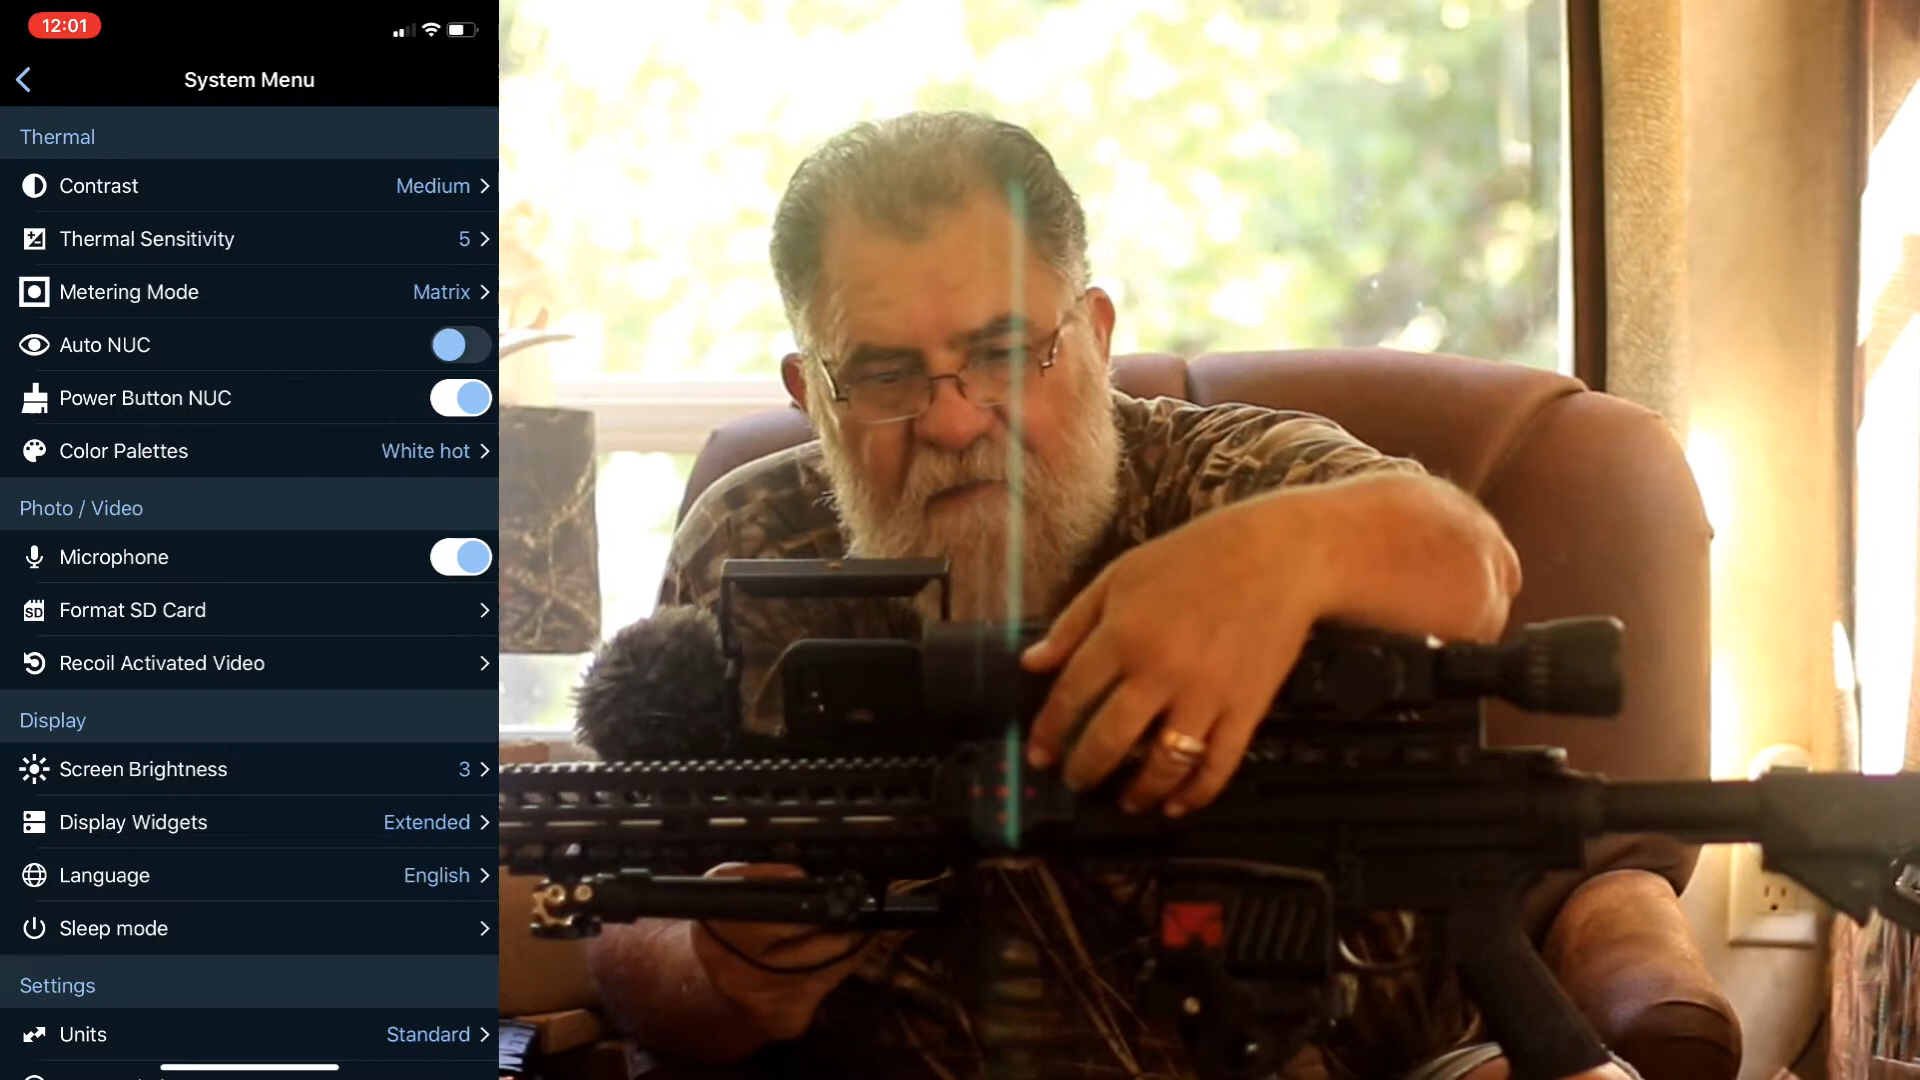 12:01
System Menu
Thermal
Contrast Medium
Thermal Sensitivity 5
Metering Mode Matrix
Auto NUC
Power Button NUC
Color Palettes White hot
Photo / Video
Microphone
SD Format SD Card
Recoil Activated Video
Display
Screen Brightness 3
Display Widgets Extended
Language English
Sleep mode
Settings
Units Standard